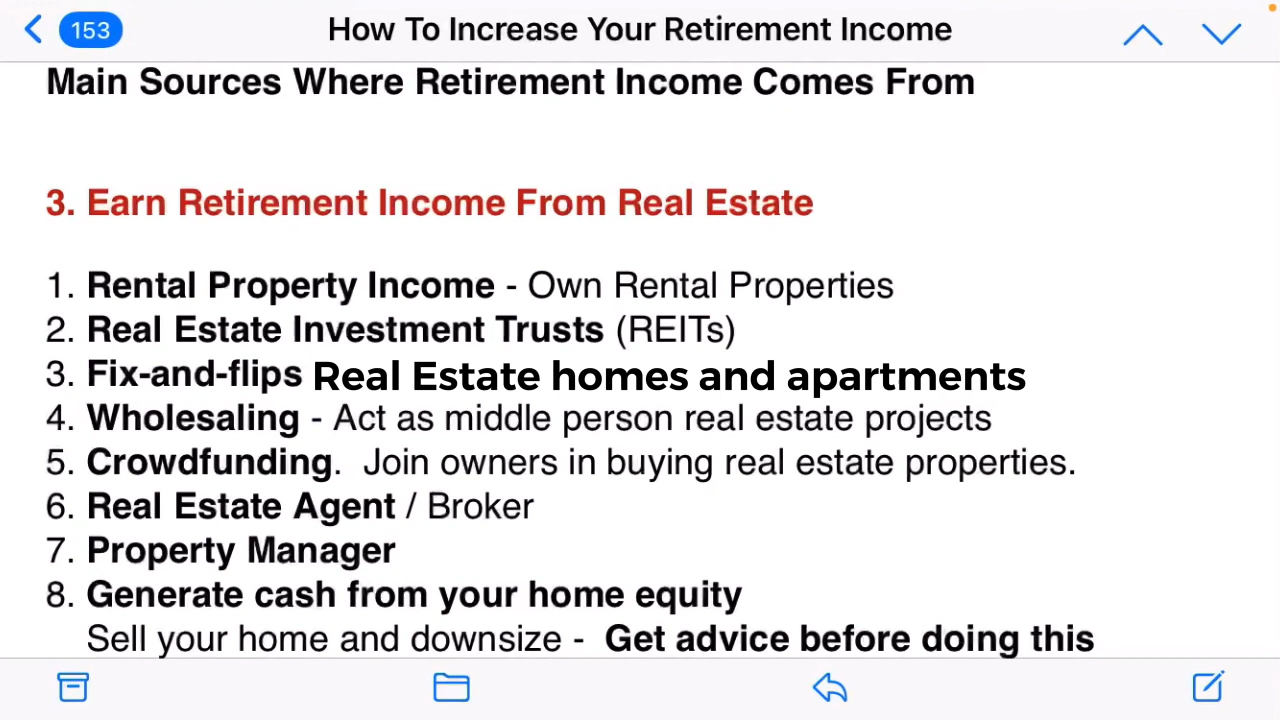 153
How To Increase Your Retirement Income
Main Sources Where Retirement Income Comes From
3. Earn Retirement Income From Real Estate
1. Rental Property Income - Own Rental Properties
2. Real Estate Investment Trusts (REITs)
3. Fix-and-flips Real Estate homes and apartments
4. Wholesaling - Act as middle person real estate projects
5. Crowdfunding.  Join owners in buying real estate properties.
6. Real Estate Agent / Broker
7. Property Manager
8. Generate cash from your home equity
Sell your home and downsize -  Get advice before doing this